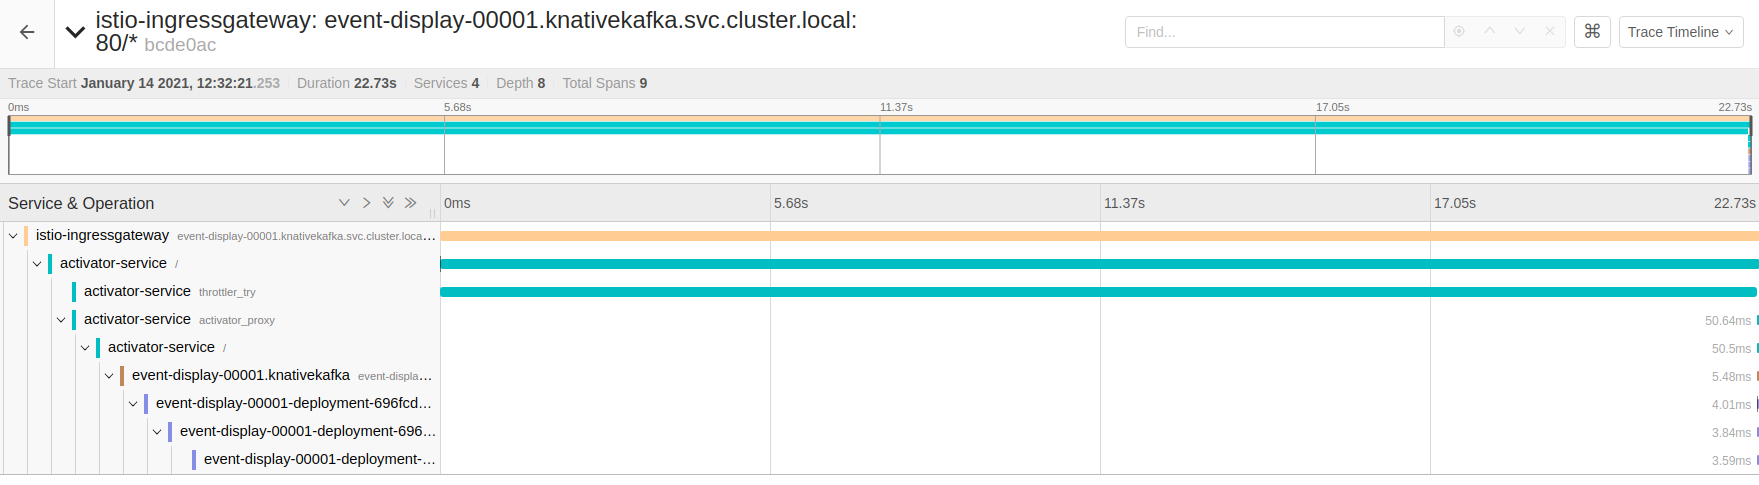 istio-ingressgateway: event-display-00001.knativekafka.svc.cluster.local:
80/* bcde0ac
Find...
⌘
Trace Timeline
Trace Start January 14 2021, 12:32:21.253 Duration 22.73s Services 4 Depth 8 Total Spans 9
0ms 5.68s 11.37s 17.05s 22.73s
Service & Operation 0ms 5.68s 11.37s 17.05s 22.73s
istio-ingressgateway event-display-00001.knativekafka.svc.cluster.loca...
activator-service /
activator-service throttler_try
activator-service activator_proxy 50.64ms
activator-service / 50.5ms
event-display-00001.knativekafka event-displa... 5.48ms
event-display-00001-deployment-696fcd... 4.01ms
event-display-00001-deployment-696... 3.84ms
event-display-00001-deployment-... 3.59ms